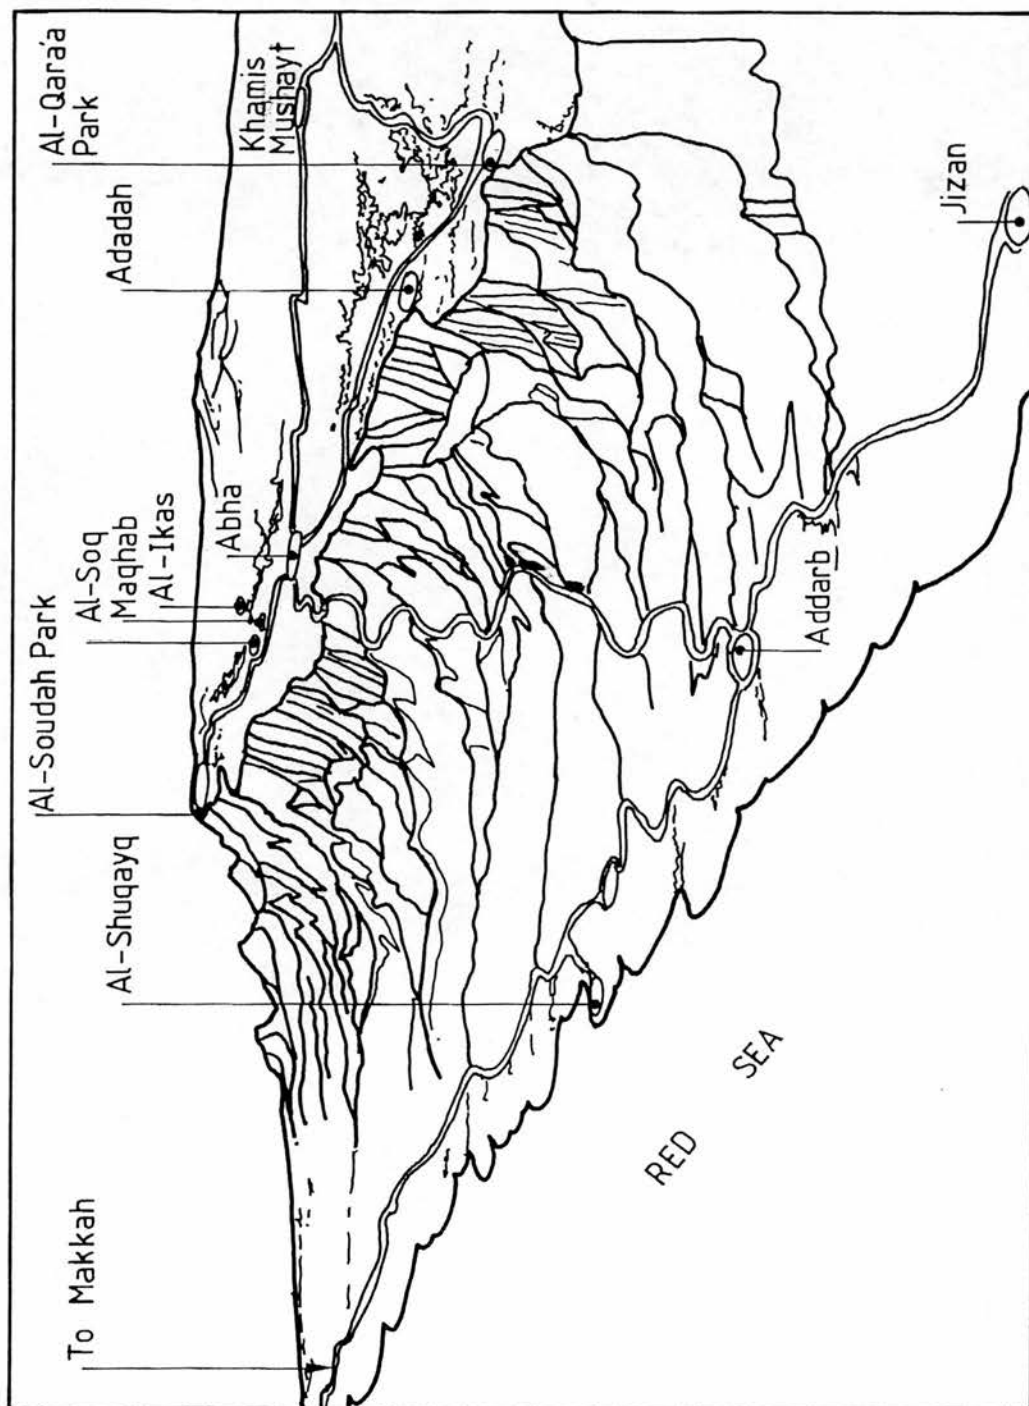 To Makkah
Al-Shuqayq
Al-Soudah Park
Al-Soq
Maqhab
Al-Ikas
Abha
Adadah
Al-Qara'a
Park
Khamis
Mushayt
RED SEA
Addarb
Jizan